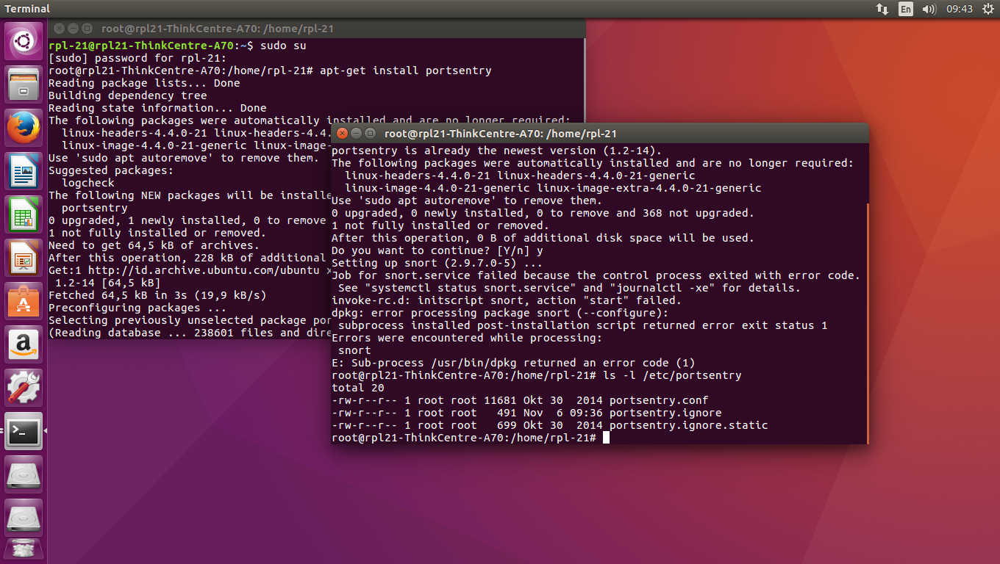 Terminal
En
09:43
root@rpl21-ThinkCentre-A70: /home/rpl-21
rpl-21@rpl21-ThinkCentre-A70:~$ sudo su
[sudo] password for rpl-21:
root@rpl21-ThinkCentre-A70:/home/rpl-21# apt-get install portsentry
Reading package lists... Done
Building dependency tree
Reading state information... Done
The following packages were automatically installed and are no longer required:
linux-headers-4.4.0-21 linux-headers-4.4.
linux-image-4.4.0-21-generic linux-image-
Use 'sudo apt autoremove' to remove them.
Suggested packages:
logcheck
The following NEW packages will be installe
portsentry
0 upgraded, 1 newly installed, 0 to remove
1 not fully installed or removed.
Need to get 64,5 kB of archives.
After this operation, 228 kB of additional
Get:1 http://id.archive.ubuntu.com/ubuntu x
1.2-14 [64,5 kB]
Fetched 64,5 kB in 3s (19,9 kB/s)
Preconfiguring packages ...
Selecting previously unselected package por
(Reading database ... 238601 files and dire
root@rpl21-ThinkCentre-A70: /home/rpl-21
portsentry is already the newest version (1.2-14).
The following packages were automatically installed and are no longer required:
linux-headers-4.4.0-21 linux-headers-4.4.0-21-generic
linux-image-4.4.0-21-generic linux-image-extra-4.4.0-21-generic
Use 'sudo apt autoremove' to remove them.
0 upgraded, 0 newly installed, 0 to remove and 368 not upgraded.
1 not fully installed or removed.
After this operation, 0 B of additional disk space will be used.
Do you want to continue? [Y/n] y
Setting up snort (2.9.7.0-5) ...
Job for snort.service failed because the control process exited with error code.
See "systemctl status snort.service" and "journalctl -xe" for details.
invoke-rc.d: initscript snort, action "start" failed.
dpkg: error processing package snort (--configure):
subprocess installed post-installation script returned error exit status 1
Errors were encountered while processing:
snort
E: Sub-process /usr/bin/dpkg returned an error code (1)
root@rpl21-ThinkCentre-A70:/home/rpl-21# ls -l /etc/portsentry
total 20
-rw-r--r-- 1 root root 11681 Okt 30  2014 portsentry.conf
-rw-r--r-- 1 root root   491 Nov  6 09:36 portsentry.ignore
-rw-r--r-- 1 root root   699 Okt 30  2014 portsentry.ignore.static
root@rpl21-ThinkCentre-A70:/home/rpl-21#